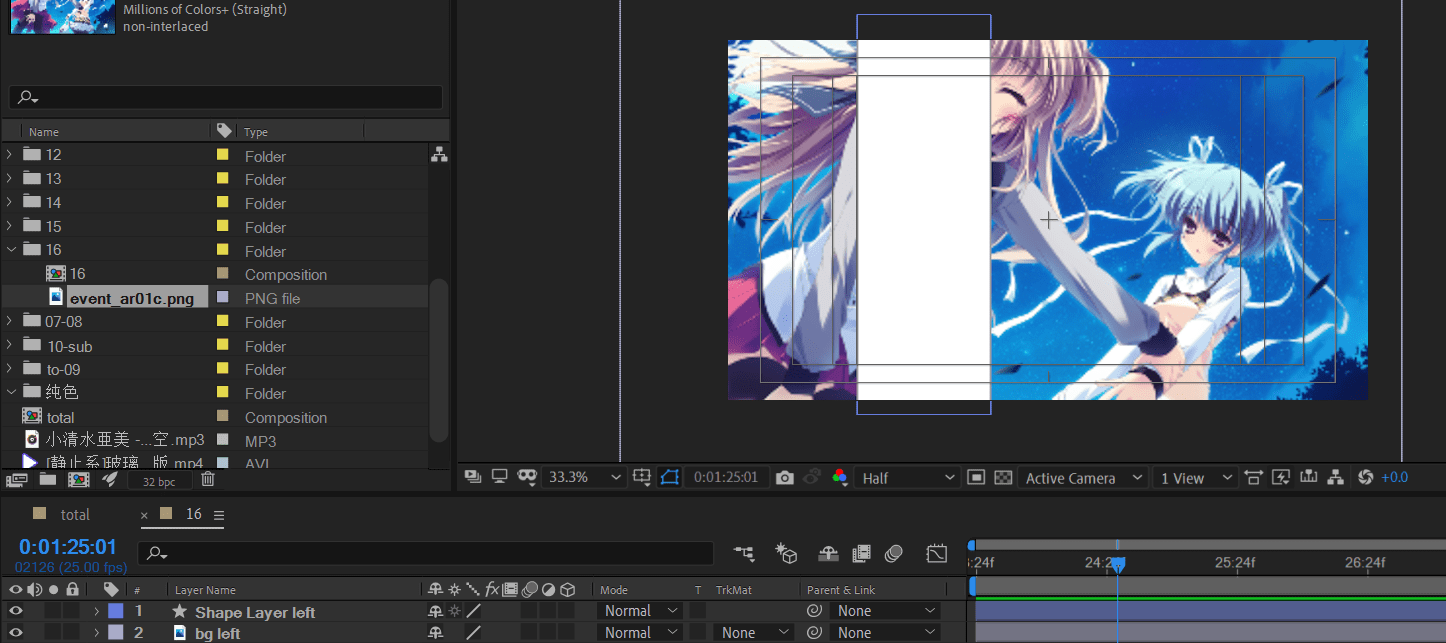 Millions of Colors+ (Straight)
non-interlaced
Name Type
12 Folder
13 Folder
14 Folder
15 Folder
16 Folder
16 Composition
event_ar01c.png PNG file
07-08 Folder
10-sub Folder
to-09 Folder
纯色 Folder
total Composition
小清水亜美 -...空.mp3 MP3
[静止系]玻璃 版.mp4 AVI
32 bpc
33.3% 0:01:25:01 Half Active Camera 1 View +0.0
total × 16
0:01:25:01
02126 (25.00 fps)
:24f 24:2 25:24f 26:24f
# Layer Name Mode T TrkMat Parent & Link
1 Shape Layer left Normal None
2 bg left Normal None None